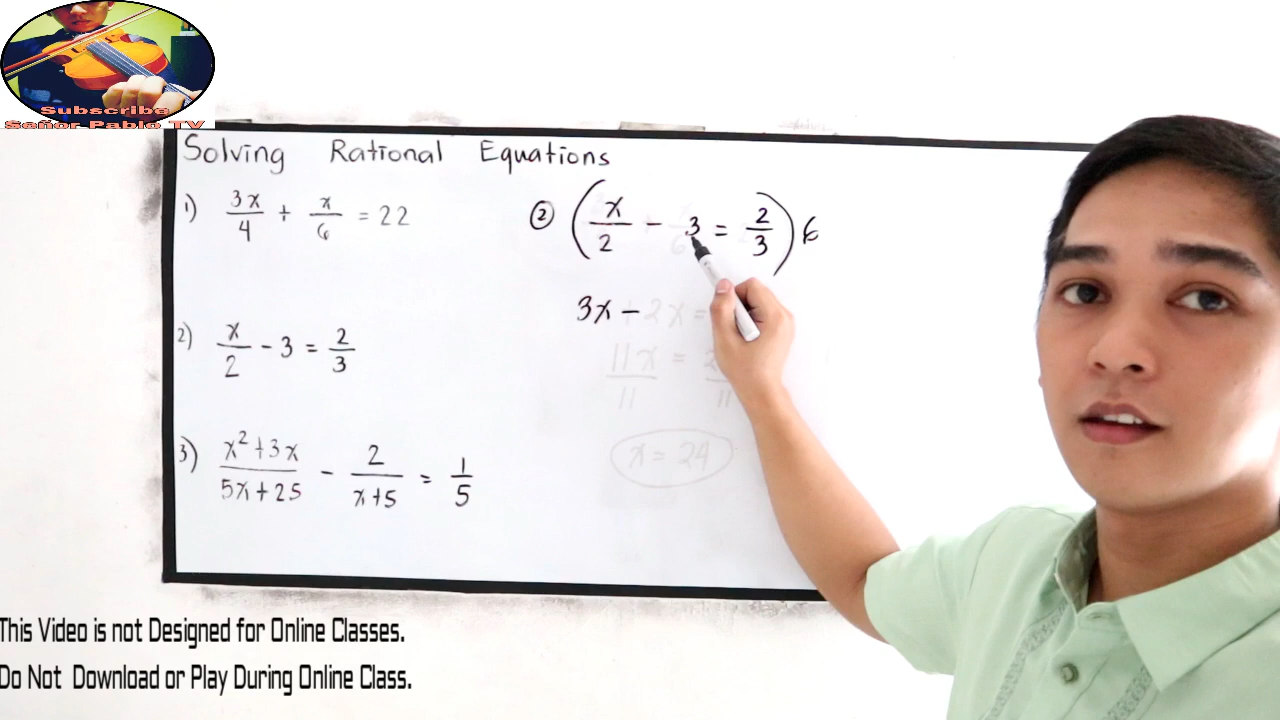 Subscribe
Señor Pablo TV
Solving Rational Equations
1) 3x/4 + x/6 = 22
2) x/2 - 3 = 2/3
3) x²+3x/5x+25 - 2/x+5 = 1/5
② (x/2 - 3 = 2/3) 6
3x -
+ 2x =
11x/11 =
11
x = 24
This Video is not Designed for Online Classes.
Do Not Download or Play During Online Class.